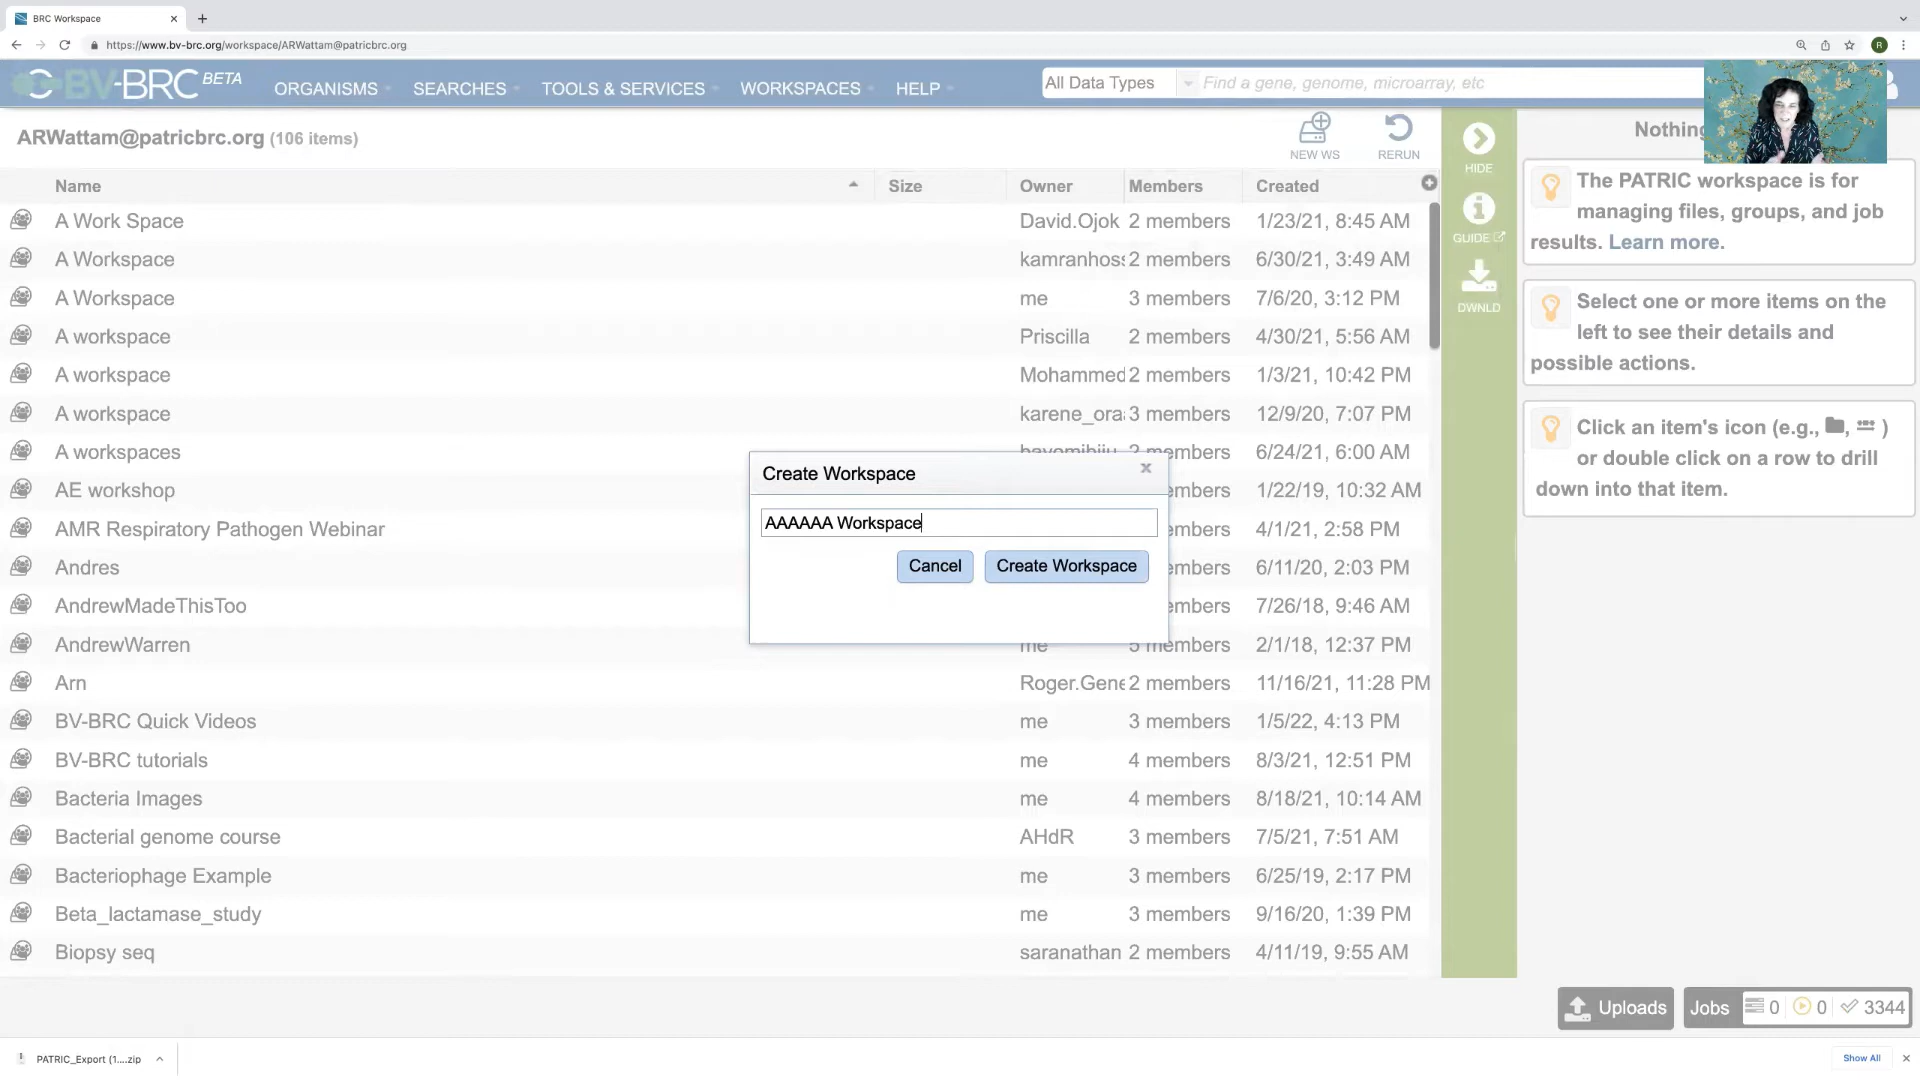 BRC Workspace
https://www.bv-brc.org/workspace/ARWattam@patricbrc.org
R
BV-BRC BETA
ORGANISMS
SEARCHES
TOOLS & SERVICES
WORKSPACES
HELP
All Data Types
Find a gene, genome, microarray, etc
ARWattam@patricbrc.org (106 items)
NEW WS
RERUN
Name Size Owner Members Created
A Work Space David.Ojok 2 members 1/23/21, 8:45 AM
A Workspace kamranhoss 2 members 6/30/21, 3:49 AM
A Workspace me 3 members 7/6/20, 3:12 PM
A workspace Priscilla 2 members 4/30/21, 5:56 AM
A workspace Mohammed 2 members 1/3/21, 10:42 PM
A workspace karene_ora 3 members 12/9/20, 7:07 PM
A workspaces 6/24/21, 6:00 AM
AE workshop embers 1/22/19, 10:32 AM
AMR Respiratory Pathogen Webinar embers 4/1/21, 2:58 PM
Andres embers 6/11/20, 2:03 PM
AndrewMadeThisToo embers 7/26/18, 9:46 AM
AndrewWarren me 5 members 2/1/18, 12:37 PM
Arn Roger.Gene 2 members 11/16/21, 11:28 PM
BV-BRC Quick Videos me 3 members 1/5/22, 4:13 PM
BV-BRC tutorials me 4 members 8/3/21, 12:51 PM
Bacteria Images me 4 members 8/18/21, 10:14 AM
Bacterial genome course AHdR 3 members 7/5/21, 7:51 AM
Bacteriophage Example me 3 members 6/25/19, 2:17 PM
Beta_lactamase_study me 3 members 9/16/20, 1:39 PM
Biopsy seq saranathan 2 members 4/11/19, 9:55 AM
Create Workspace
AAAAAA Workspace
Cancel
Create Workspace
HIDE
GUIDE
DWNLD
Nothing
The PATRIC workspace is for
managing files, groups, and job
results. Learn more.
Select one or more items on the
left to see their details and
possible actions.
Click an item's icon (e.g., , )
or double click on a row to drill
down into that item.
Uploads
Jobs 0 0 3344
PATRIC_Export (1....zip
Show All